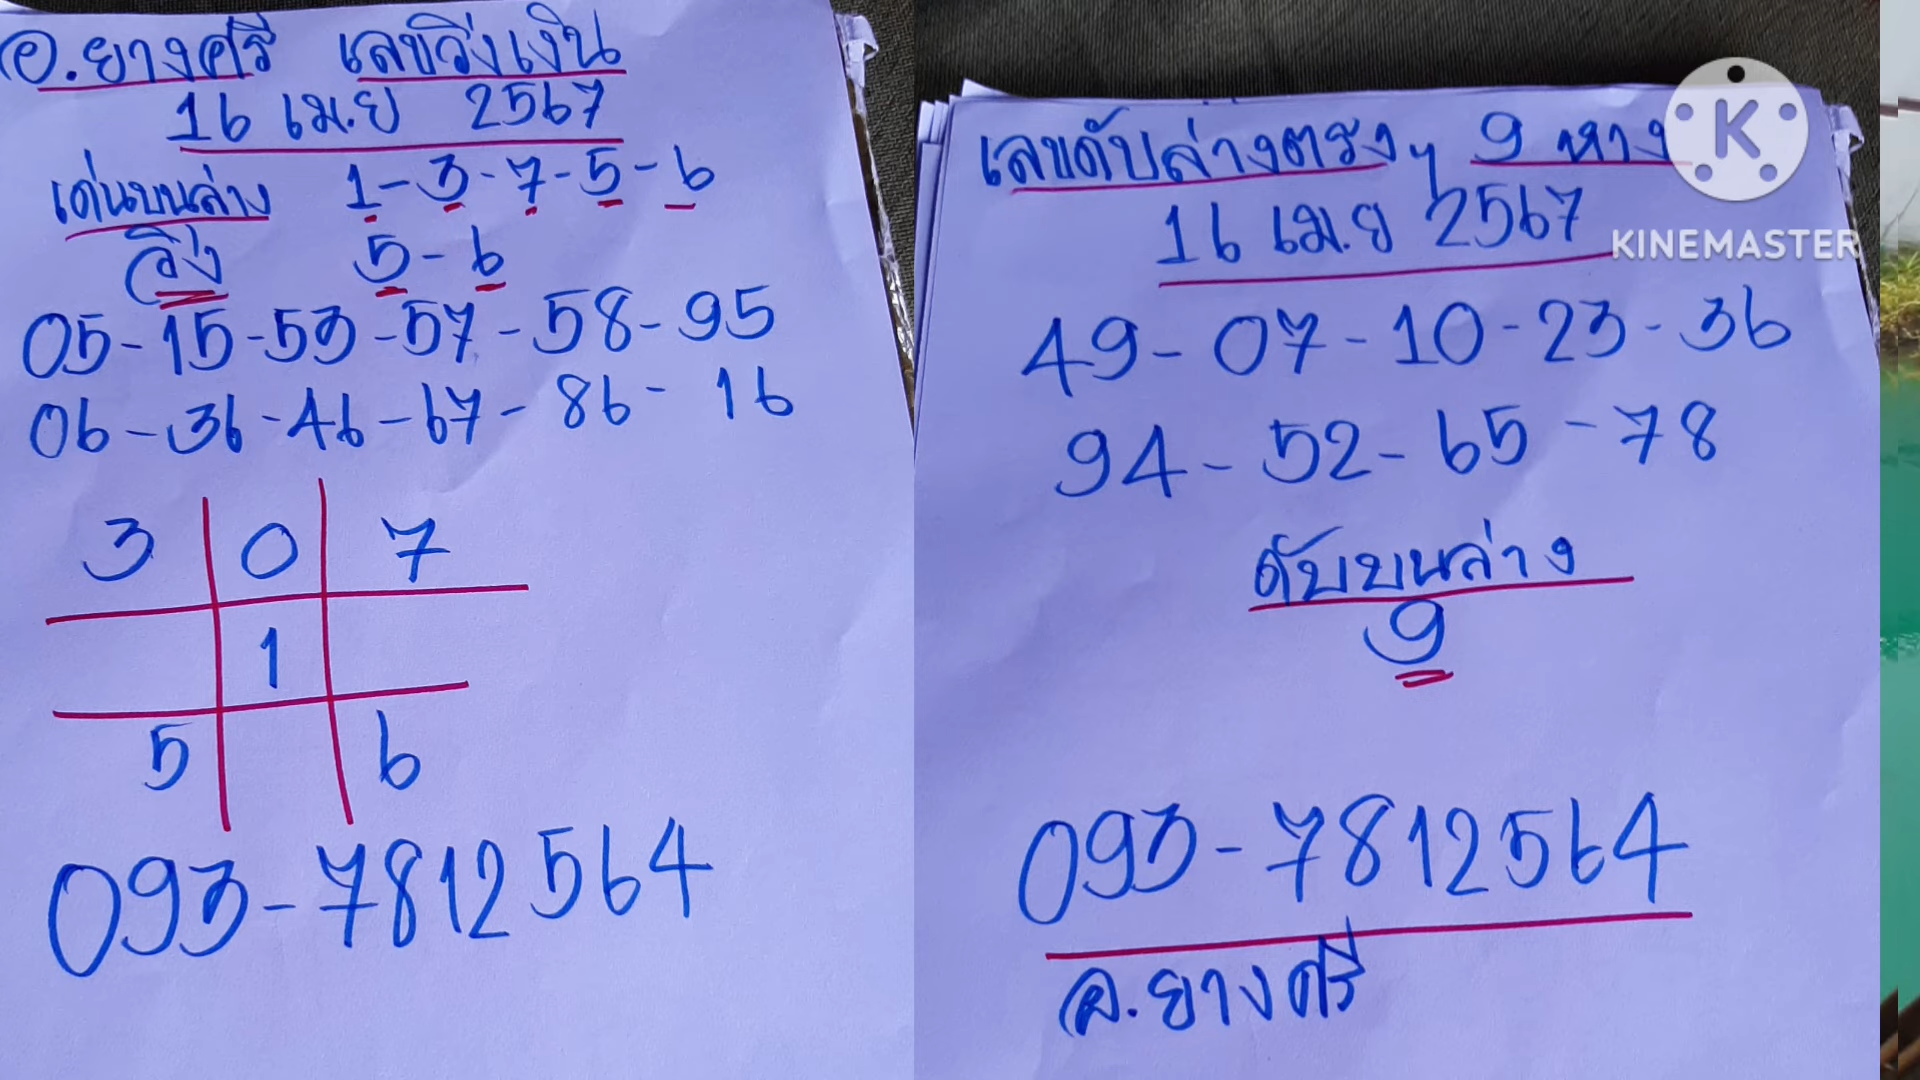 อ.ยางศรี เลขวิ่งเงิน
16 เม.ย 2567
เด่นบนล่าง 1-3-7-5-6
วิ่ง 5-6
05-15-53-57-58-95
06-36-46-67-86-16
3 0 7
1
5 6
093-7812564
เลขดับล่างตรงๆ 9 หาง
16 เม.ย 2567
49-07-10-23-36
94-52-65-78
ดับบนล่าง
9
093-7812564
อ.ยางศรี
K
KINEMASTER